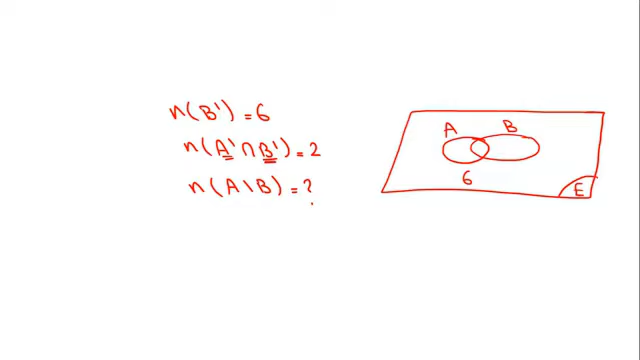 n(B') = 6
n(A' ∩ B') = 2
n(A \ B) = ?
A B
6
E